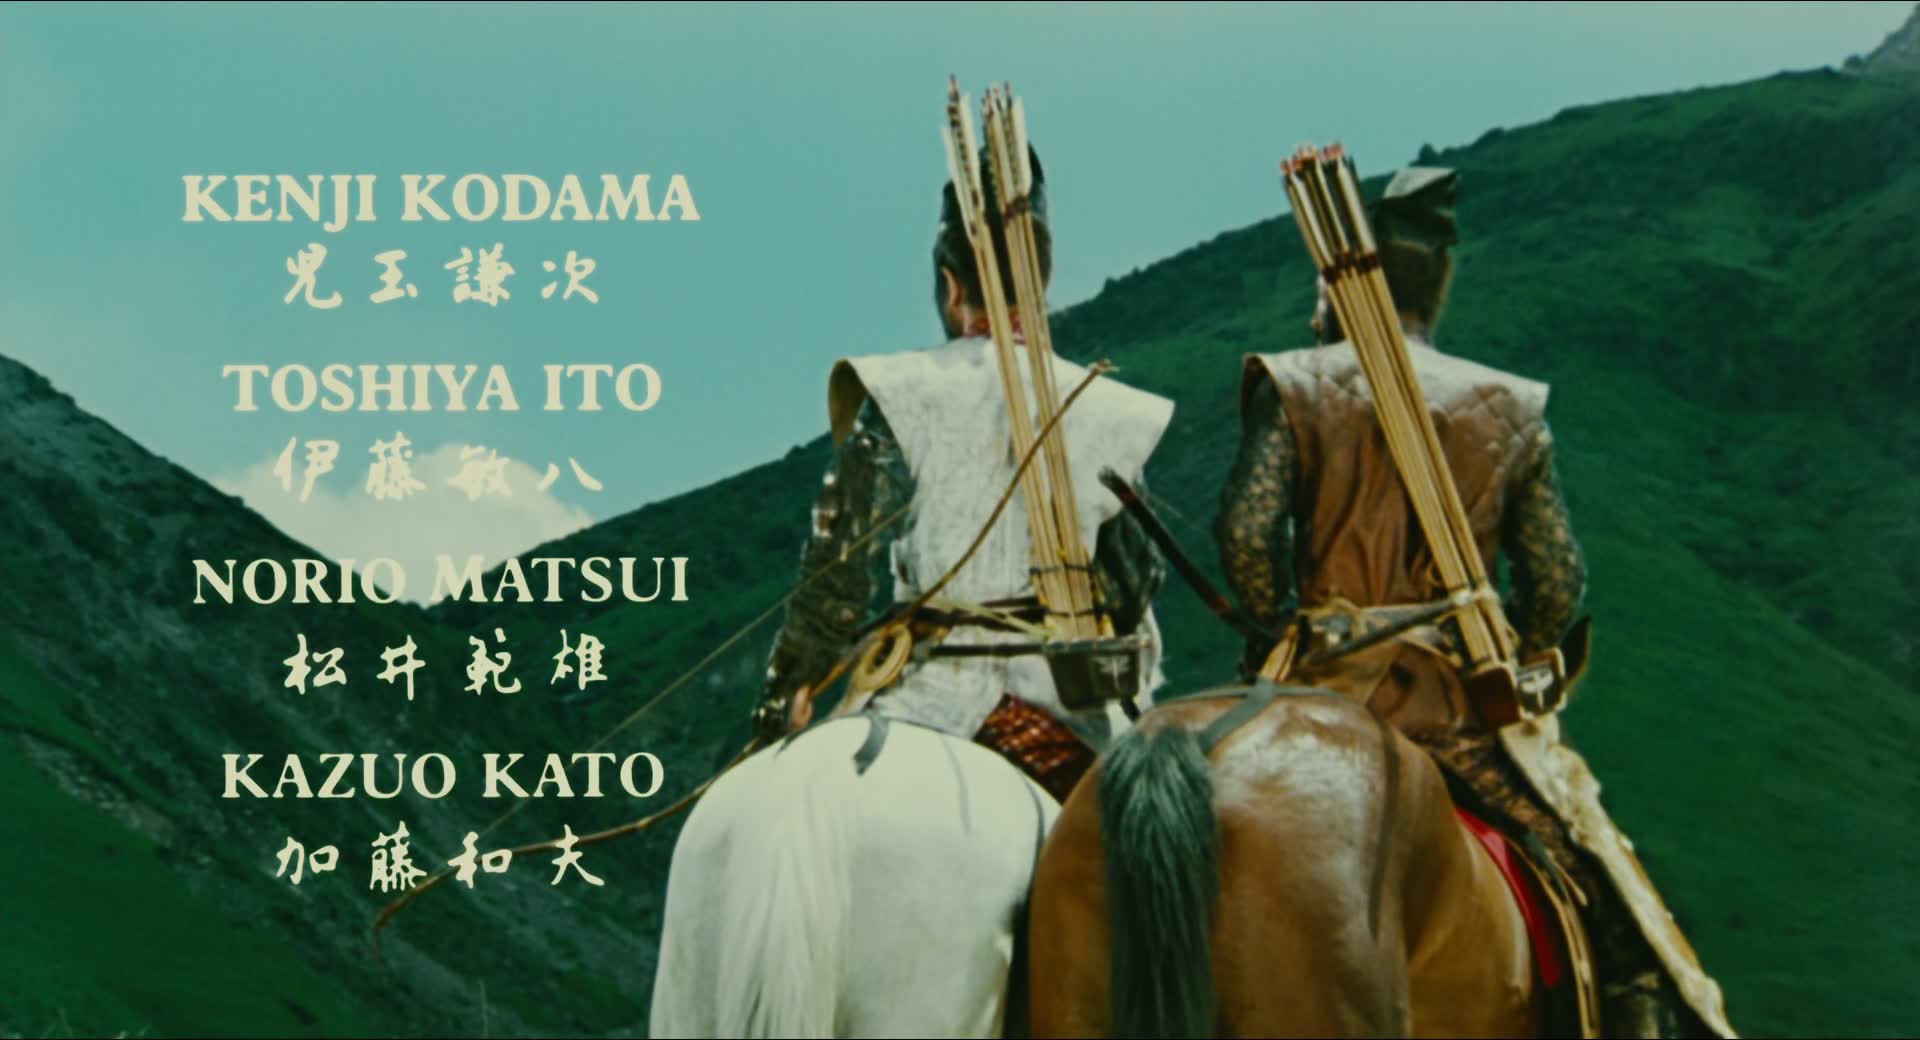 KENJI KODAMA
児玉謙次
TOSHIYA ITO
伊藤敏八
NORIO MATSUI
松井範雄
KAZUO KATO
加藤和夫